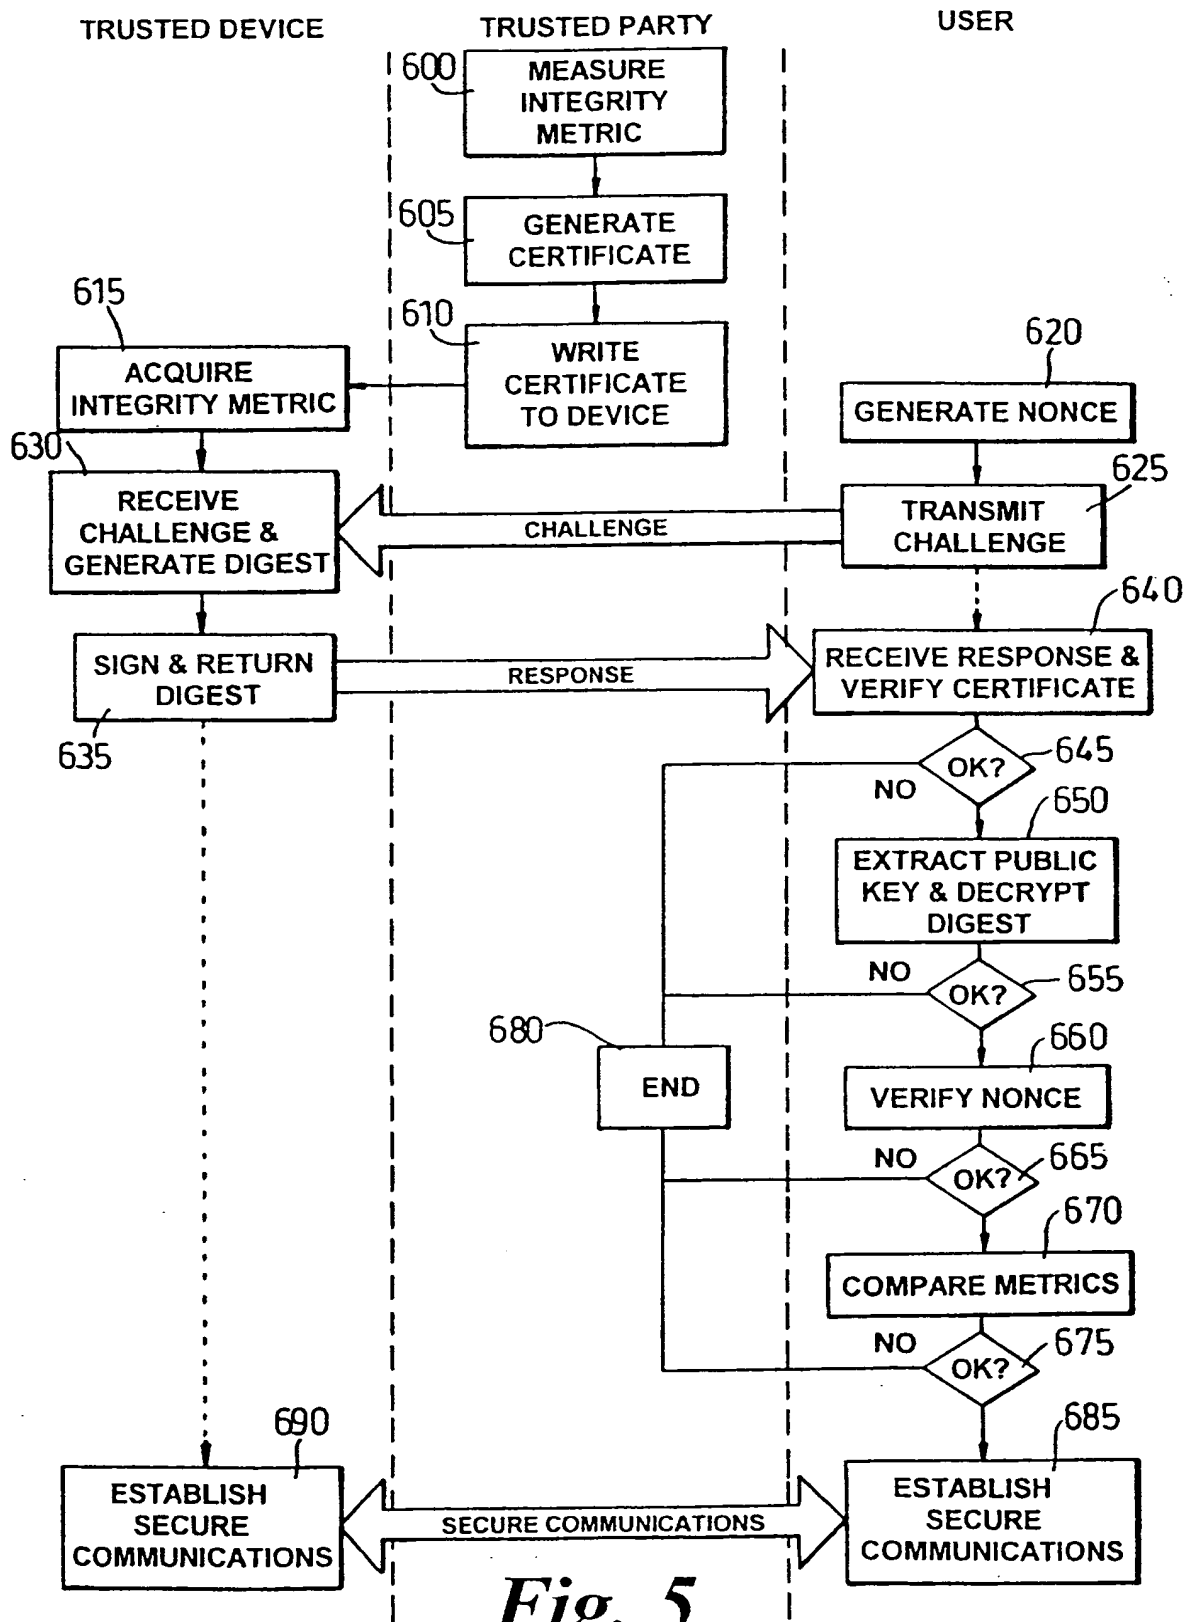 TRUSTED DEVICE
TRUSTED PARTY
USER
600
MEASURE
INTEGRITY
METRIC
605
GENERATE
CERTIFICATE
610
WRITE
CERTIFICATE
TO DEVICE
615
ACQUIRE
INTEGRITY METRIC
620
GENERATE NONCE
630
RECEIVE
CHALLENGE &
GENERATE DIGEST
CHALLENGE
625
TRANSMIT
CHALLENGE
640
SIGN & RETURN
DIGEST
635
RESPONSE
RECEIVE RESPONSE &
VERIFY CERTIFICATE
OK?
645
NO
650
EXTRACT PUBLIC
KEY & DECRYPT
DIGEST
NO
OK?
655
680
END
660
VERIFY NONCE
NO
OK?
665
670
COMPARE METRICS
NO
OK?
675
690
ESTABLISH
SECURE
COMMUNICATIONS
SECURE COMMUNICATIONS
685
ESTABLISH
SECURE
COMMUNICATIONS
Fig. 5